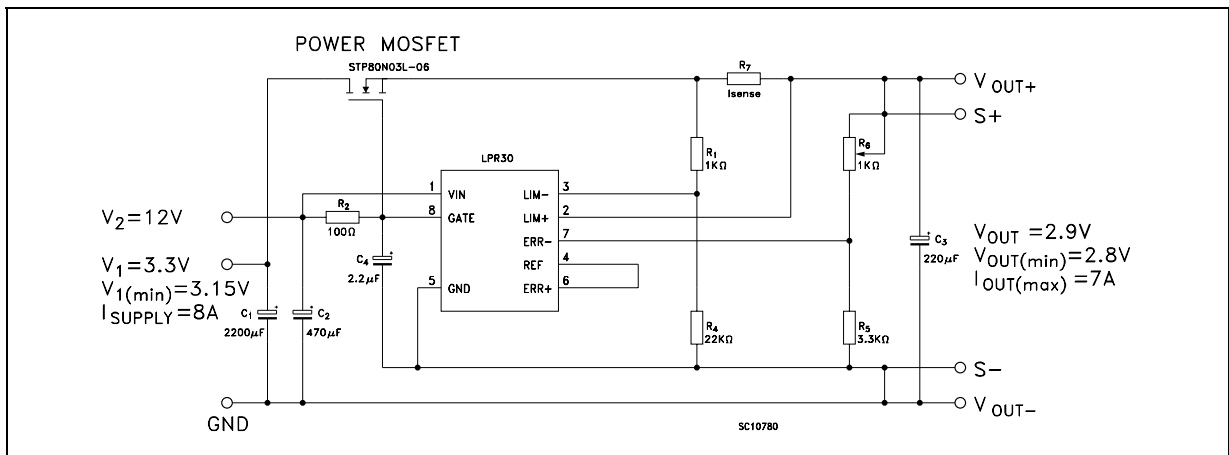 POWER MOSFET
STP80N03L-06
R7
Isense
VOUT+
S+
R1
1KΩ
R6
1KΩ
LPR30
1 VIN LIM- 3
8 GATE LIM+ 2
ERR- 7
REF 4
5 GND ERR+ 6
V2=12V
R2
100Ω
V1=3.3V
V1(min)=3.15V
ISUPPLY=8A
C4
2.2µF
C1
2200µF
C2
470µF
C3
220µF
VOUT =2.9V
VOUT(min)=2.8V
IOUT(max)=7A
R4
22KΩ
R5
3.3KΩ
S-
GND
VOUT-
SC10780